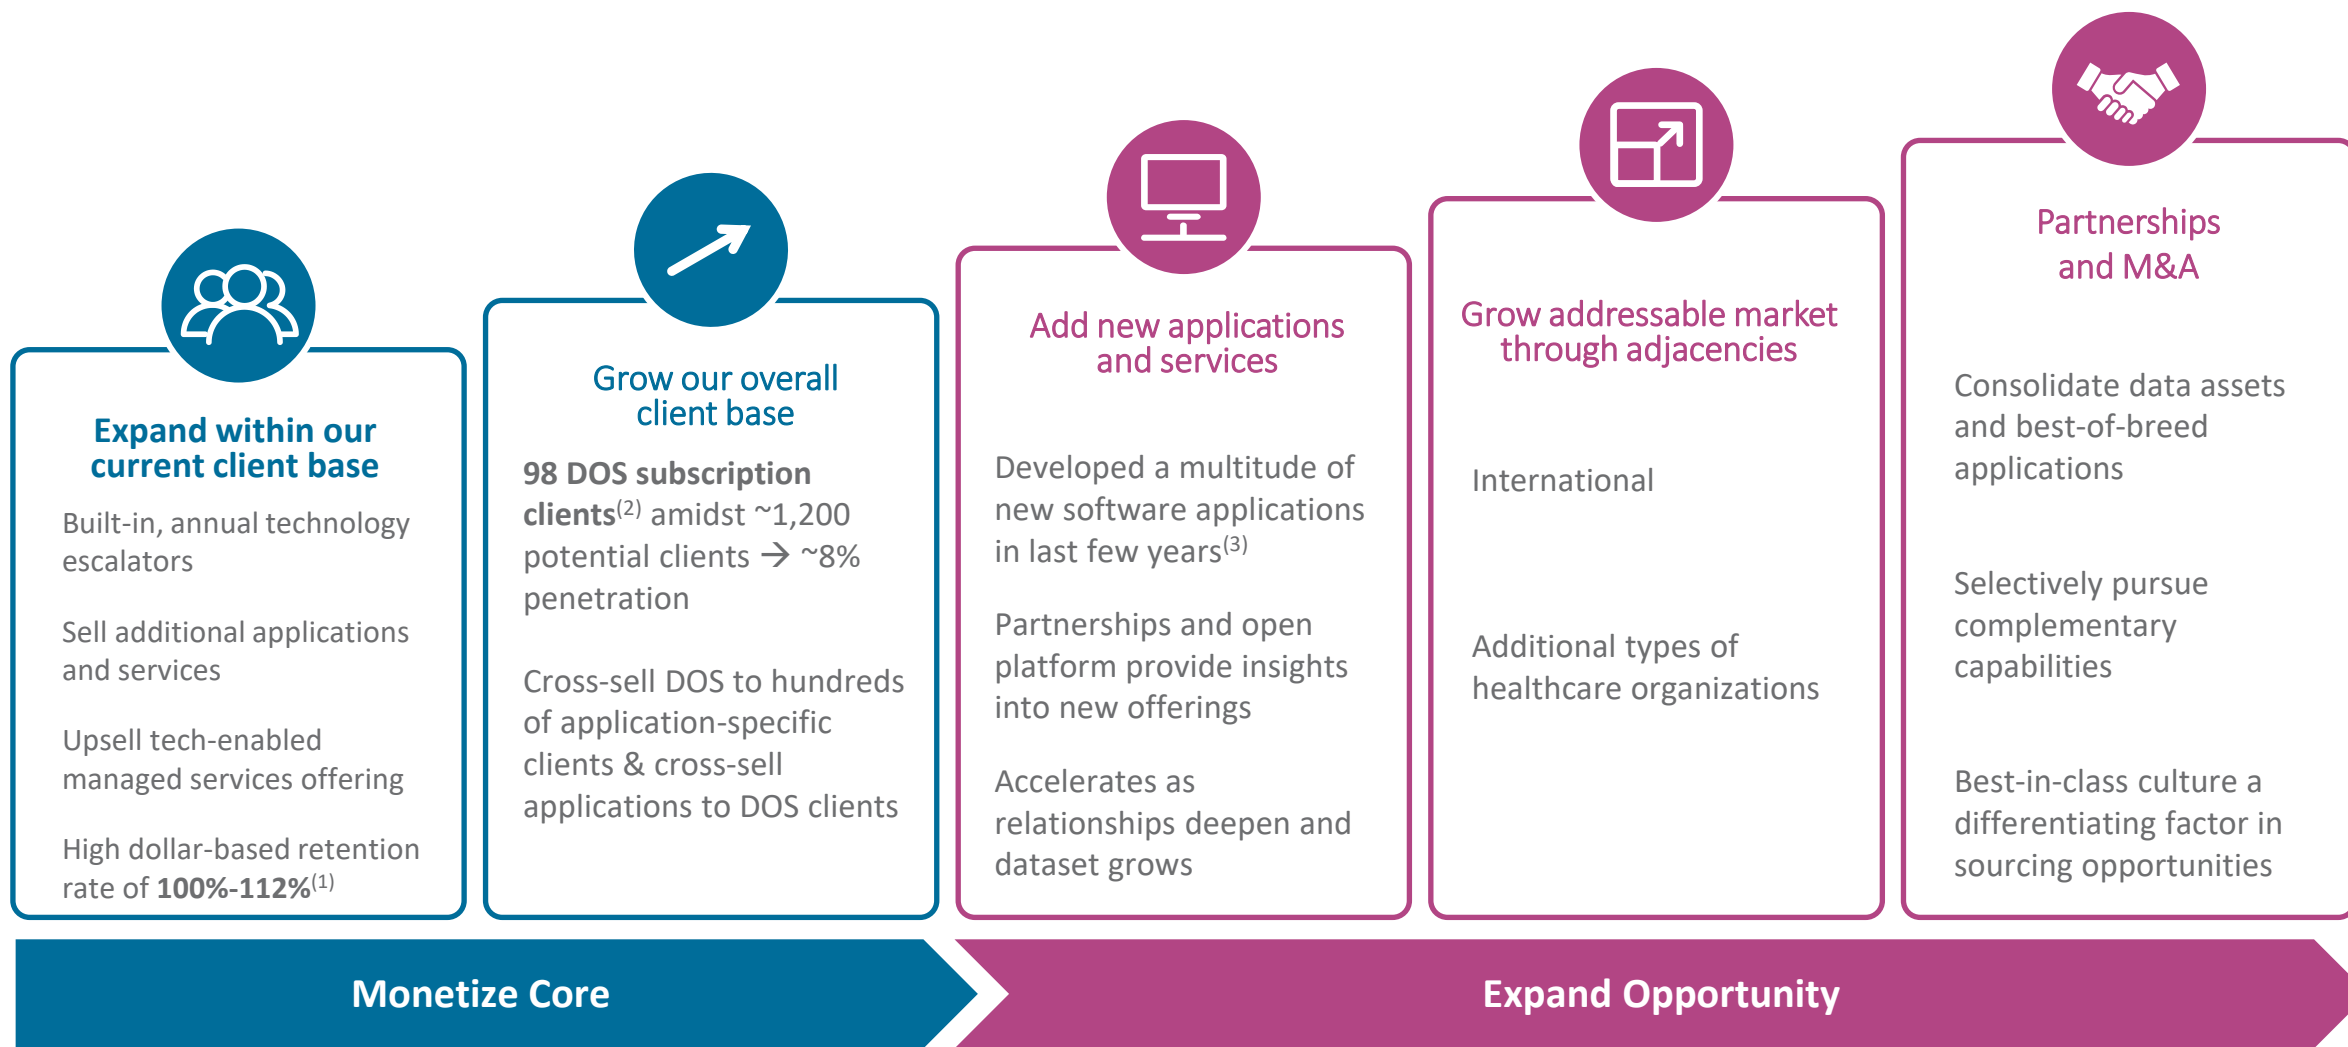 Expand within our
current client base
Built-in, annual technology
escalators
Sell additional applications
and services
Upsell tech-enabled
managed services offering
High dollar-based retention
rate of 100%-112%(1)
Grow our overall
client base
98 DOS subscription
clients(2) amidst ~1,200
potential clients → ~8%
penetration
Cross-sell DOS to hundreds
of application-specific
clients & cross-sell
applications to DOS clients
Add new applications
and services
Developed a multitude of
new software applications
in last few years(3)
Partnerships and open
platform provide insights
into new offerings
Accelerates as
relationships deepen and
dataset grows
Grow addressable market
through adjacencies
International
Additional types of
healthcare organizations
Partnerships
and M&A
Consolidate data assets
and best-of-breed
applications
Selectively pursue
complementary
capabilities
Best-in-class culture a
differentiating factor in
sourcing opportunities
Monetize Core
Expand Opportunity